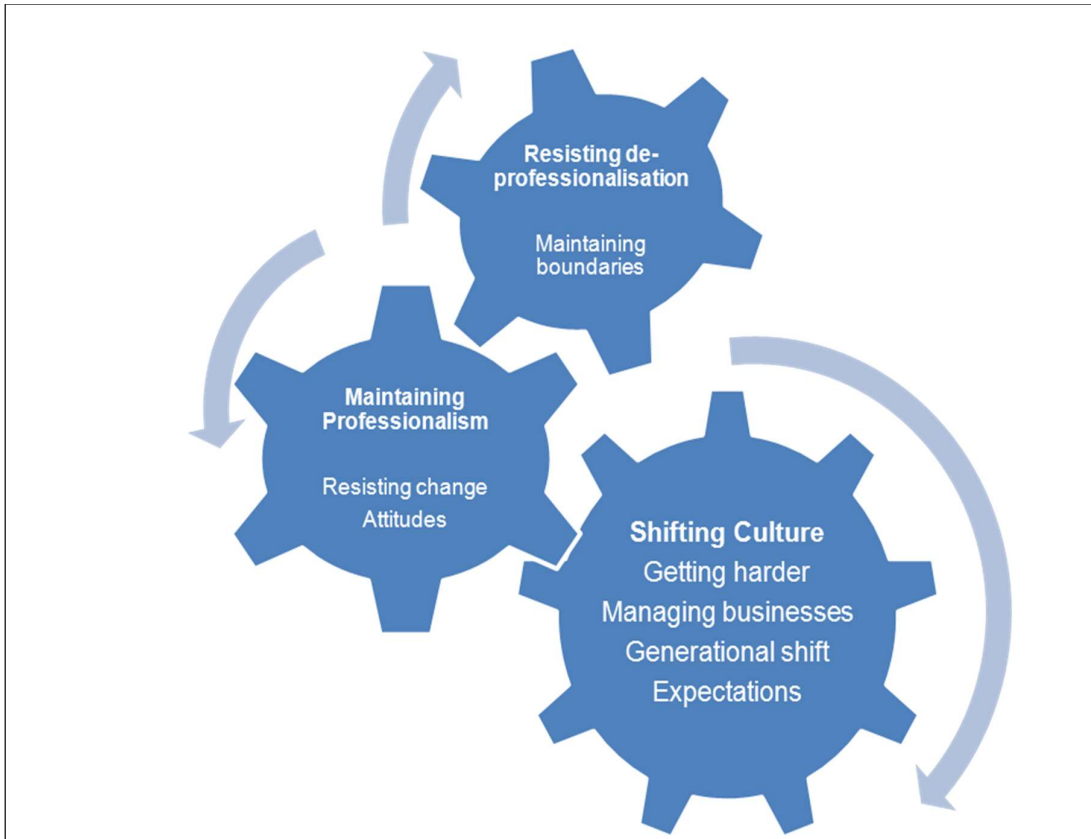 Resisting de-
professionalisation
Maintaining
boundaries
Maintaining
Professionalism
Resisting change
Attitudes
Shifting Culture
Getting harder
Managing businesses
Generational shift
Expectations